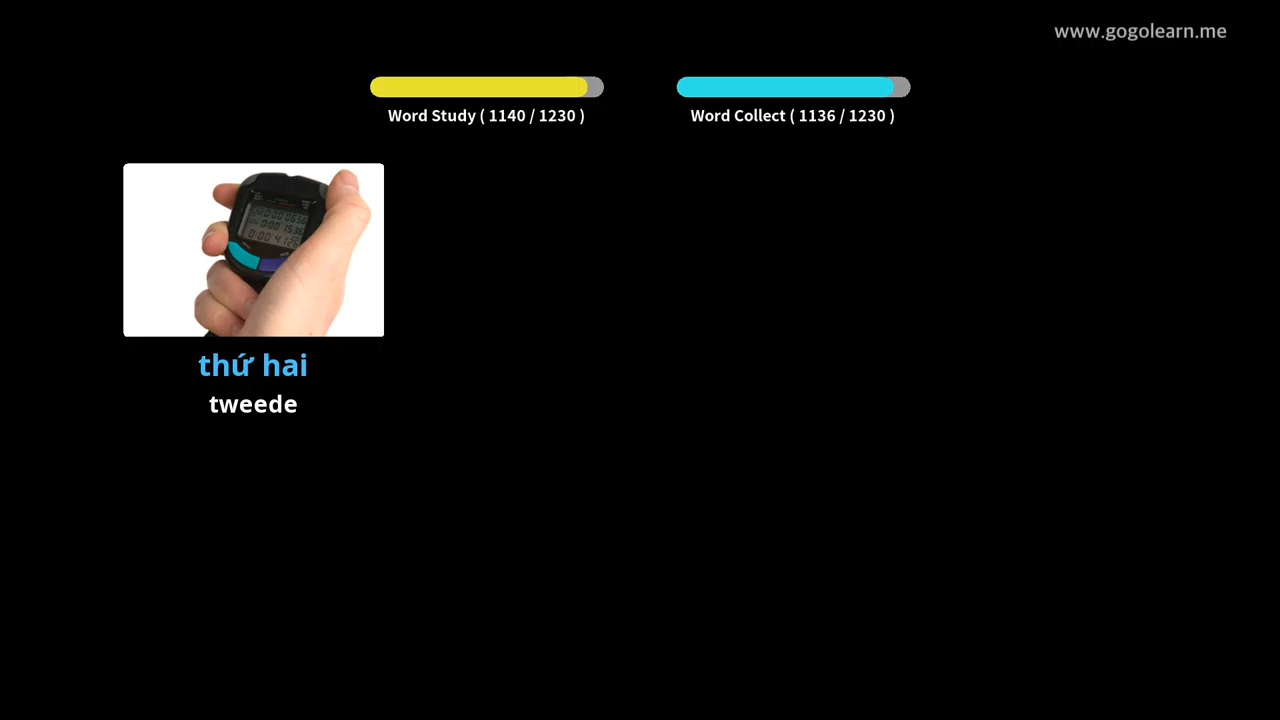 www.gogolearn.me
Word Study ( 1140 / 1230 )
Word Collect ( 1136 / 1230 )
thứ hai
tweede